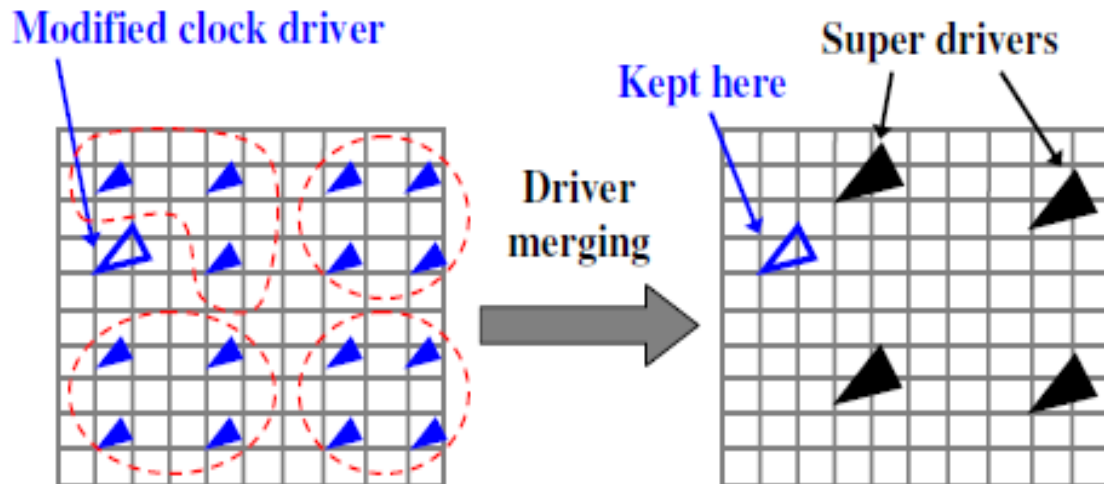 Modified clock driver
Super drivers
Kept here
Driver
merging